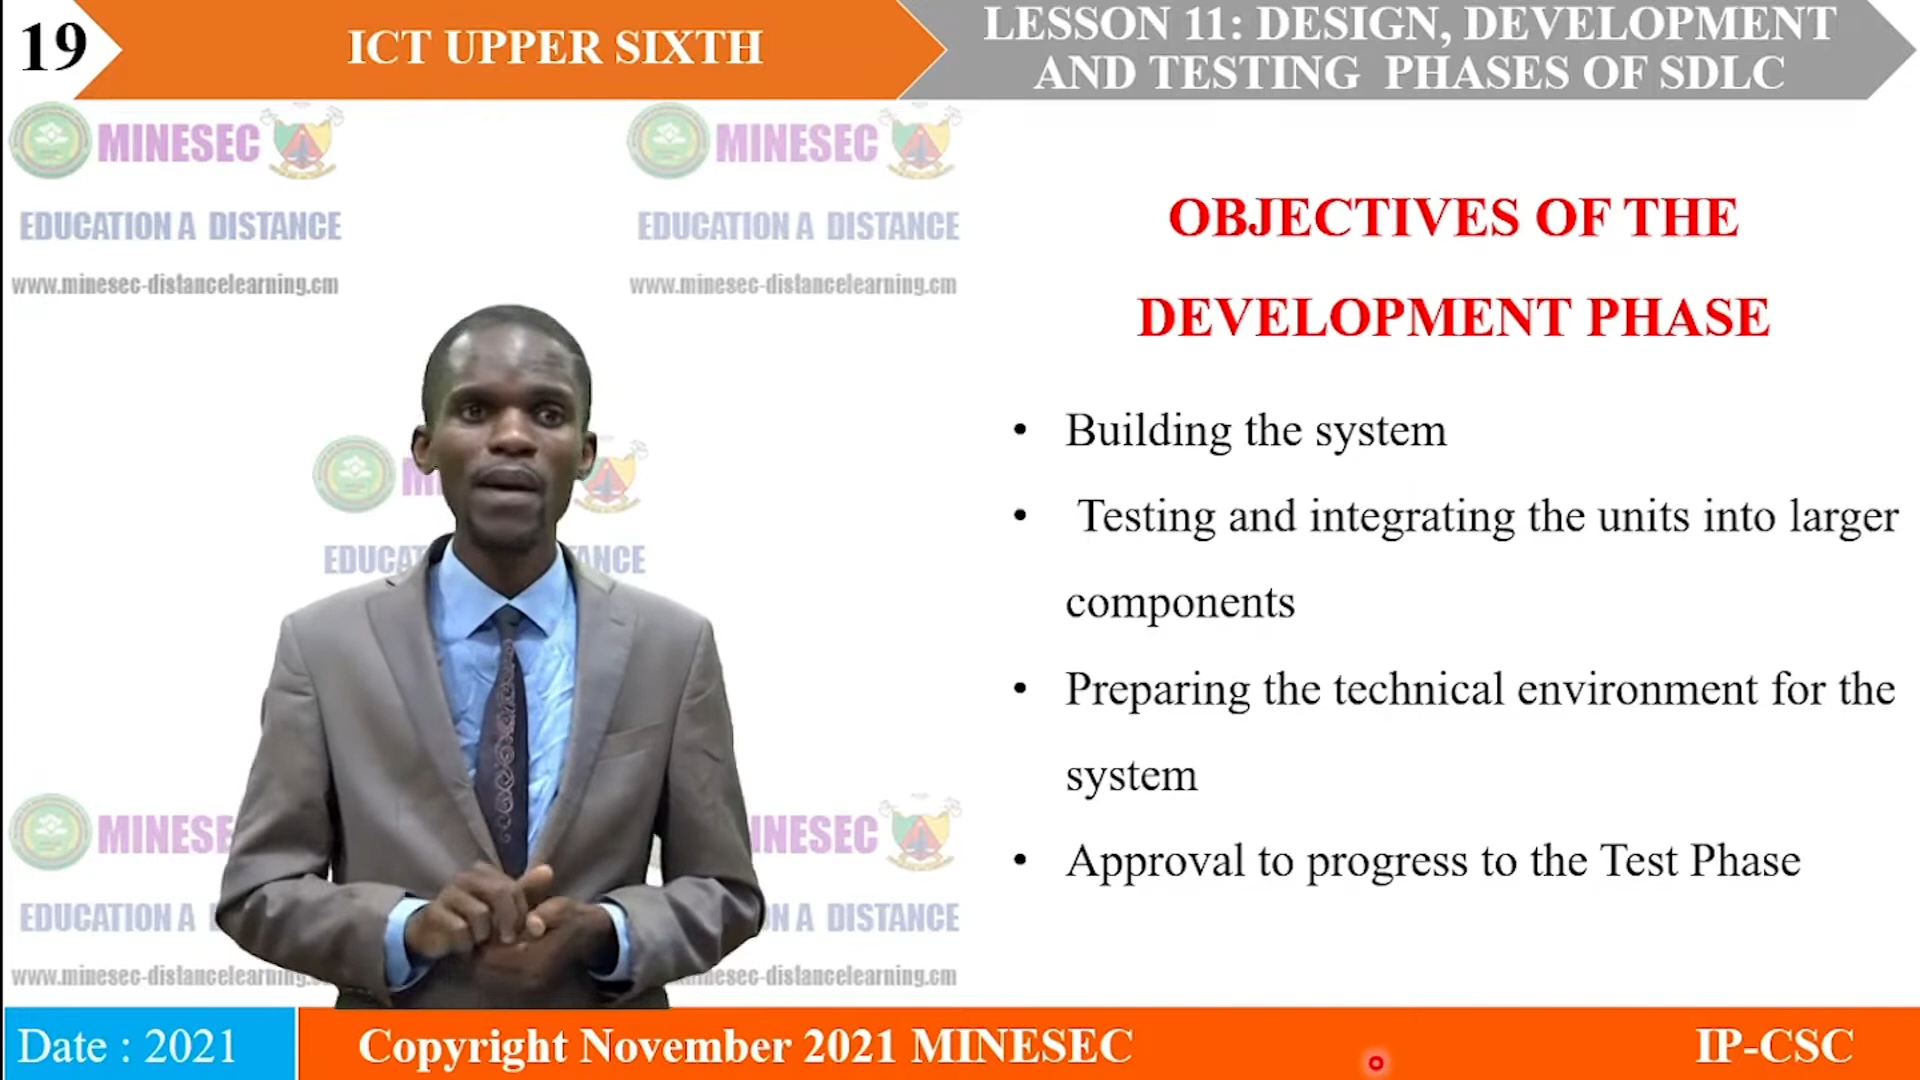 19
ICT UPPER SIXTH
LESSON 11: DESIGN, DEVELOPMENT
AND TESTING PHASES OF SDLC
MINESEC
EDUCATION A DISTANCE
www.minesec-distancelearning.cm
MINESEC
EDUCATION A DISTANCE
www.minesec-distancelearning.cm
OBJECTIVES OF THE
DEVELOPMENT PHASE
• Building the system
• Testing and integrating the units into larger
components
• Preparing the technical environment for the
system
• Approval to progress to the Test Phase
Date : 2021
Copyright November 2021 MINESEC
IP-CSC